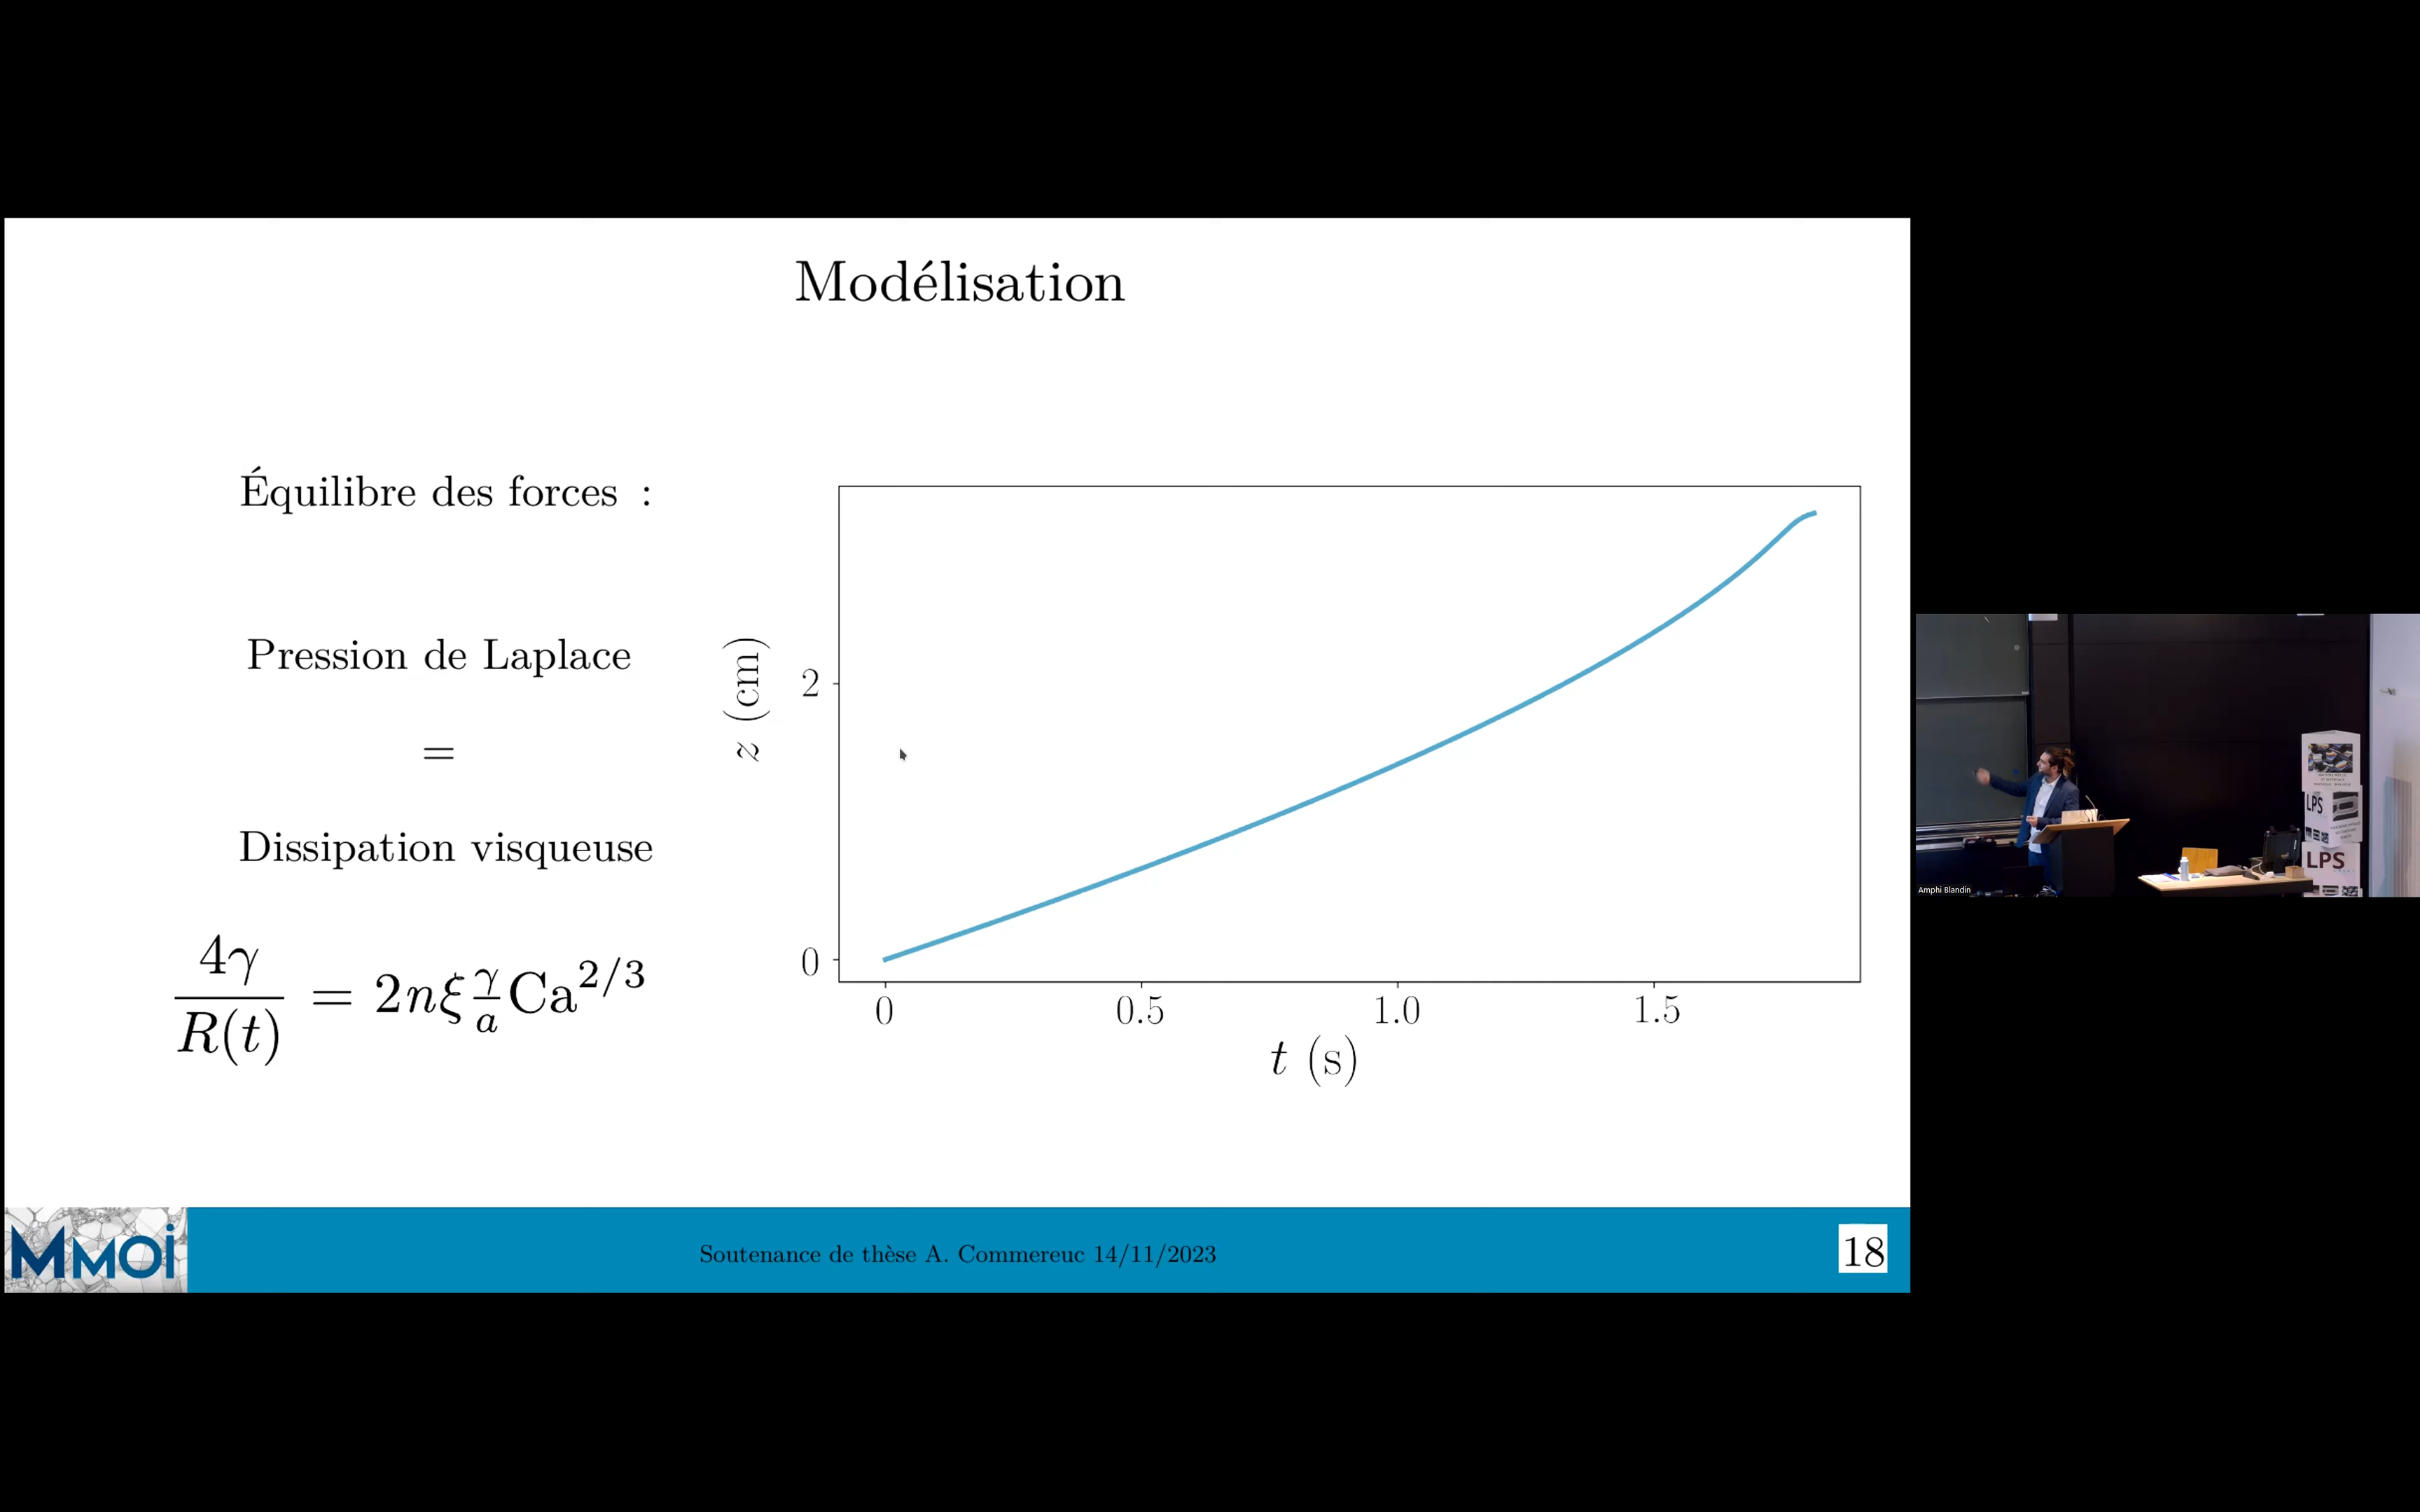 Modélisation
Équilibre des forces :
Pression de Laplace
=
Dissipation visqueuse
4γ/R(t) = 2nξ γ/a Ca^2/3
z (cm)
2
0
0 0.5 1.0 1.5
t (s)
MMOi
Soutenance de thèse A. Commereuc 14/11/2023
18
LPS
LPS
Amphi Blandin